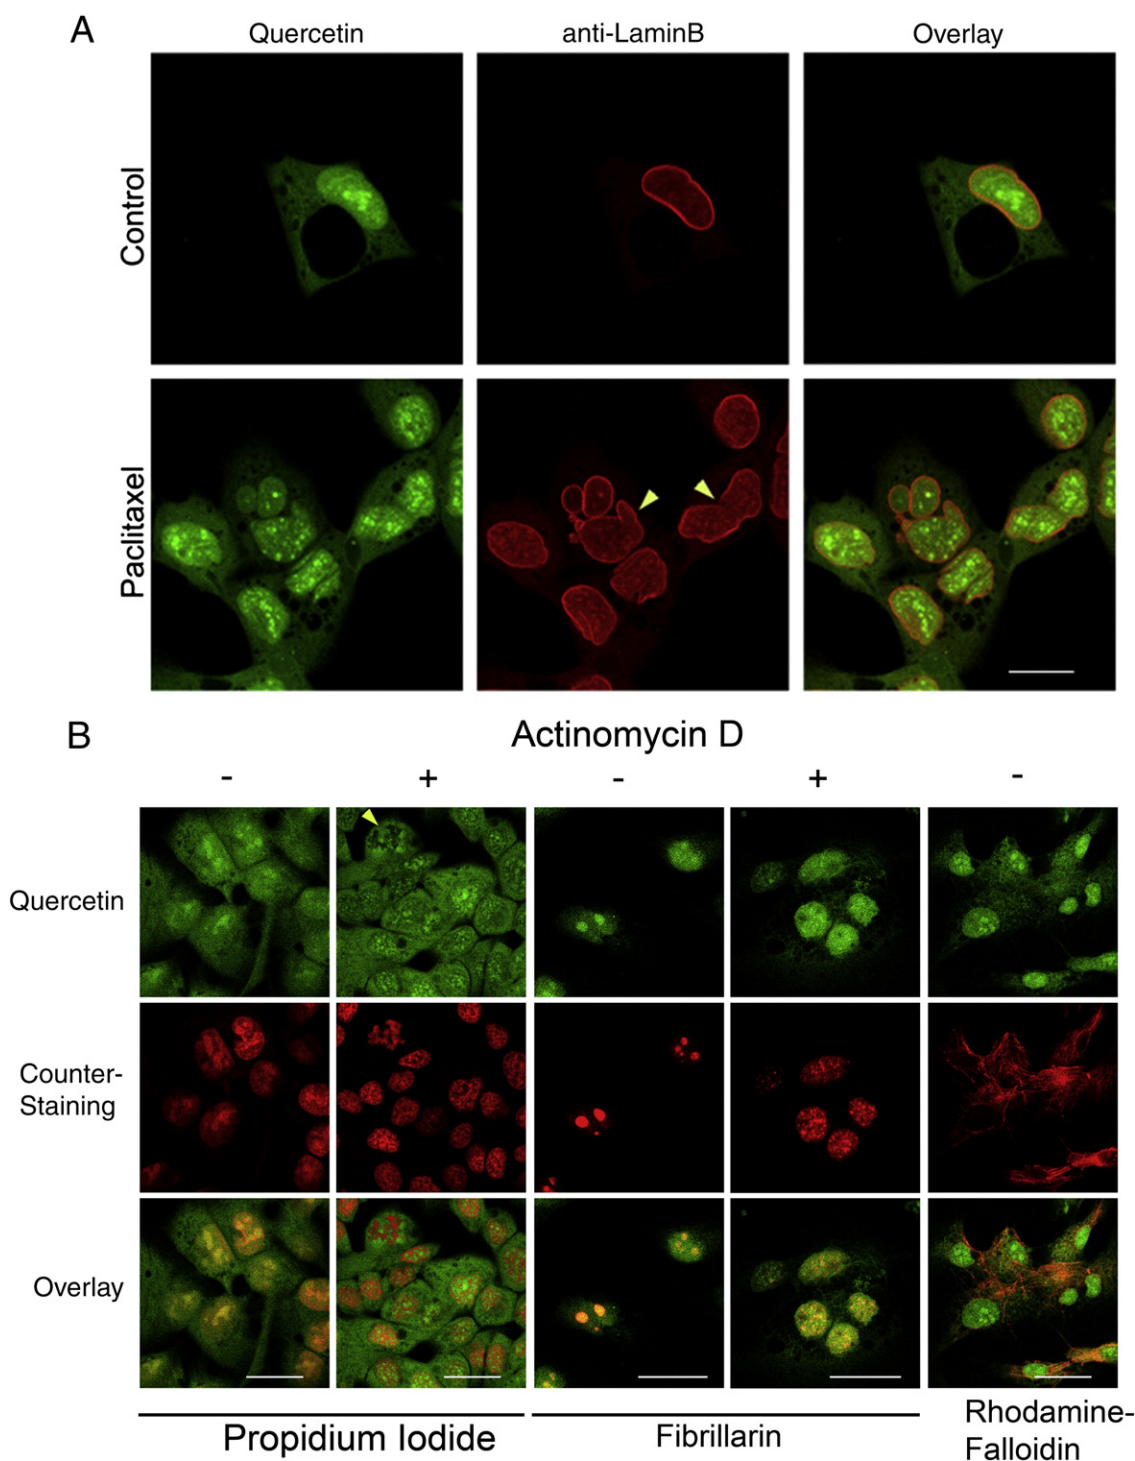 A
Quercetin anti-LaminB Overlay
Control
Paclitaxel
B
Actinomycin D
- + - + -
Quercetin
Counter-
Staining
Overlay
Propidium Iodide
Fibrillarin
Rhodamine-
Falloidin